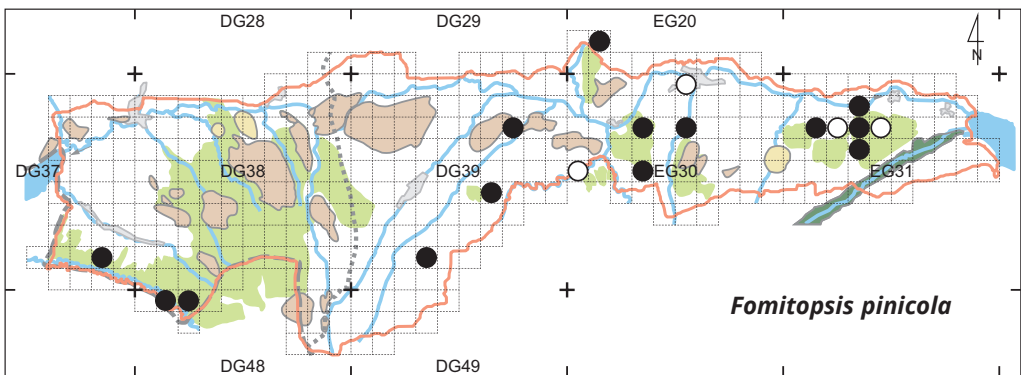 DG28 DG29 EG20
N
DG37 DG38 DG39 EG30 EG31
Fomitopsis pinicola
DG48 DG49